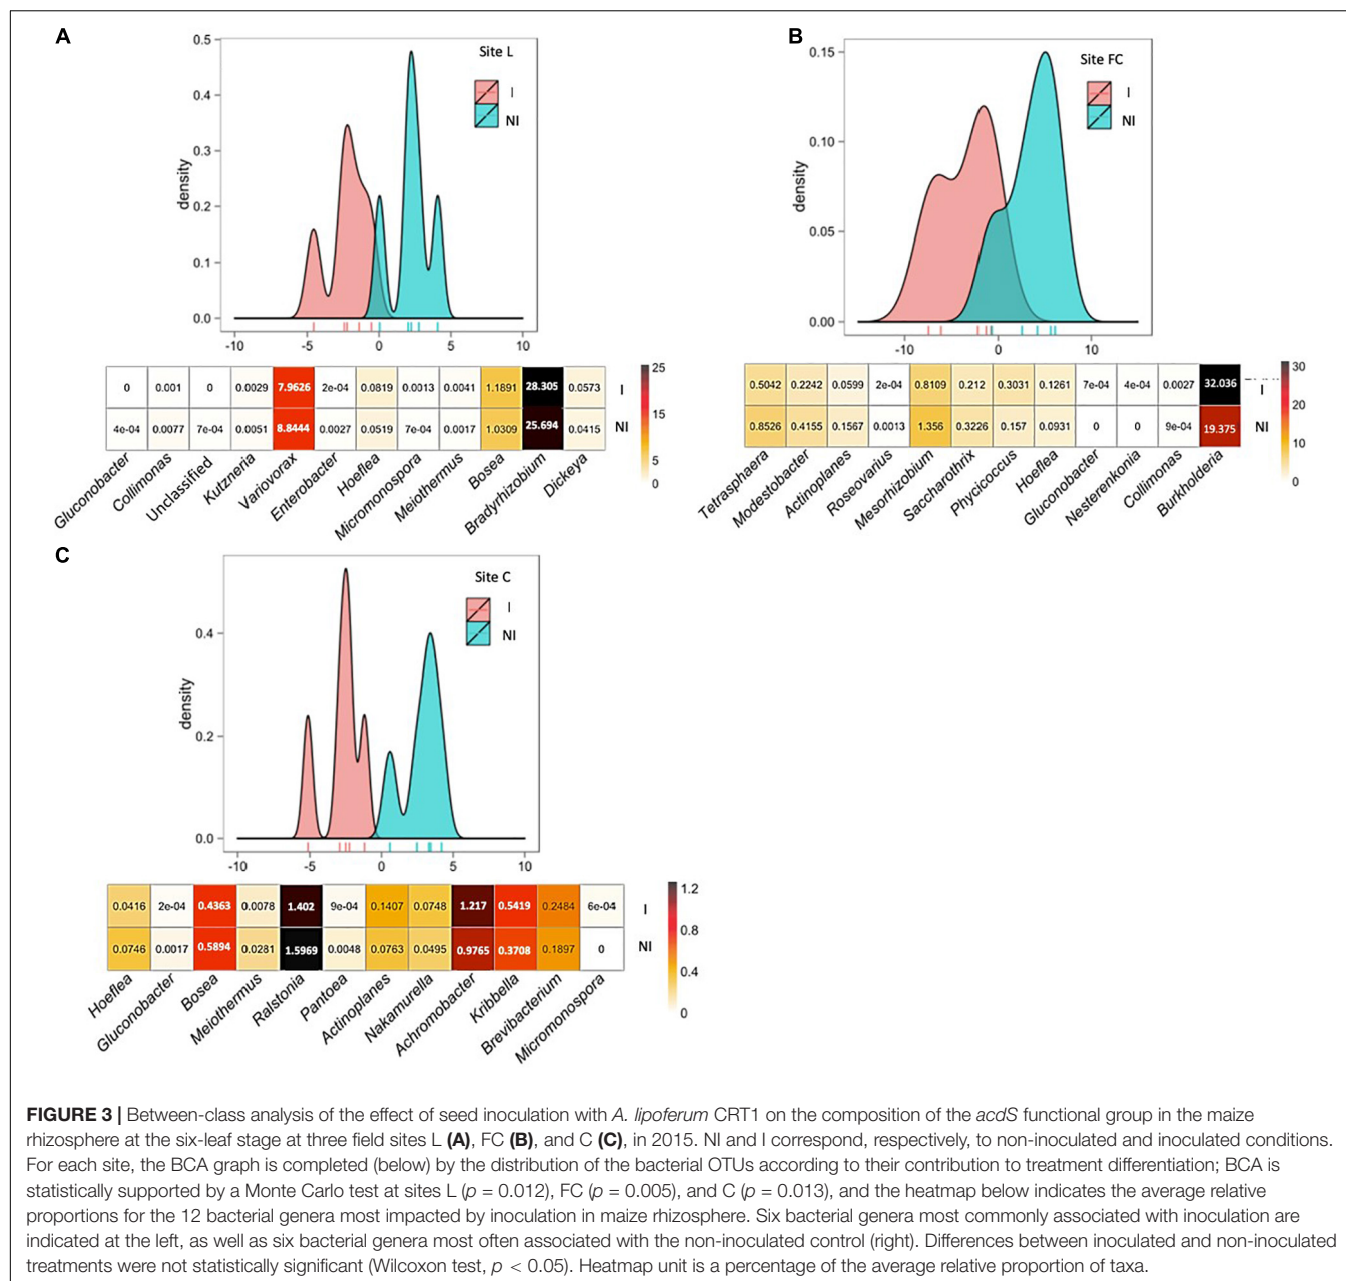 A
Site L
I
NI
0.5
0.4
0.3
0.2
0.1
0.0
density
-10 -5 0 5 10
0 0.001 0 0.0029 7.9626 2e-04 0.0819 0.0013 0.0041 1.1891 28.305 0.0573 I
4e-04 0.0077 7e-04 0.0051 8.8444 0.0027 0.0519 7e-04 0.0017 1.0309 25.694 0.0415 NI
25
15
5
0
Gluconobacter Collimonas Unclassified Kutzneria Variovorax Enterobacter Hoeflea Micromonospora Meiothermus Bosea Bradyrhizobium Dickeya
B
Site FC
I
NI
0.15
0.10
0.05
0.00
density
-10 0 10
0.5042 0.2242 0.0599 2e-04 0.8109 0.212 0.3031 0.1261 7e-04 4e-04 0.0027 32.036 I
0.8526 0.4155 0.1567 0.0013 1.356 0.3226 0.157 0.0931 0 0 9e-04 19.375 NI
30
20
10
0
Tetrasphaera Modestobacter Actinoplanes Roseovarius Mesorhizobium Saccharothrix Phycicoccus Hoeflea Gluconobacter Nesterenkonia Collimonas Burkholderia
C
Site C
I
NI
0.4
0.2
0.0
density
-10 -5 0 5 10
0.0416 2e-04 0.4363 0.0078 1.402 9e-04 0.1407 0.0748 1.217 0.5419 0.2484 6e-04 I
0.0746 0.0017 0.5894 0.0281 1.5969 0.0048 0.0763 0.0495 0.9765 0.3708 0.1897 0 NI
1.2
0.8
0.4
0
Hoeflea Gluconobacter Bosea Meiothermus Ralstonia Pantoea Actinoplanes Nakamurella Achromobacter Kribbella Brevibacterium Micromonospora
FIGURE 3 | Between-class analysis of the effect of seed inoculation with A. lipoferum CRT1 on the composition of the acdS functional group in the maize
rhizosphere at the six-leaf stage at three field sites L (A), FC (B), and C (C), in 2015. NI and I correspond, respectively, to non-inoculated and inoculated conditions.
For each site, the BCA graph is completed (below) by the distribution of the bacterial OTUs according to their contribution to treatment differentiation; BCA is
statistically supported by a Monte Carlo test at sites L (p = 0.012), FC (p = 0.005), and C (p = 0.013), and the heatmap below indicates the average relative
proportions for the 12 bacterial genera most impacted by inoculation in maize rhizosphere. Six bacterial genera most commonly associated with inoculation are
indicated at the left, as well as six bacterial genera most often associated with the non-inoculated control (right). Differences between inoculated and non-inoculated
treatments were not statistically significant (Wilcoxon test, p < 0.05). Heatmap unit is a percentage of the average relative proportion of taxa.